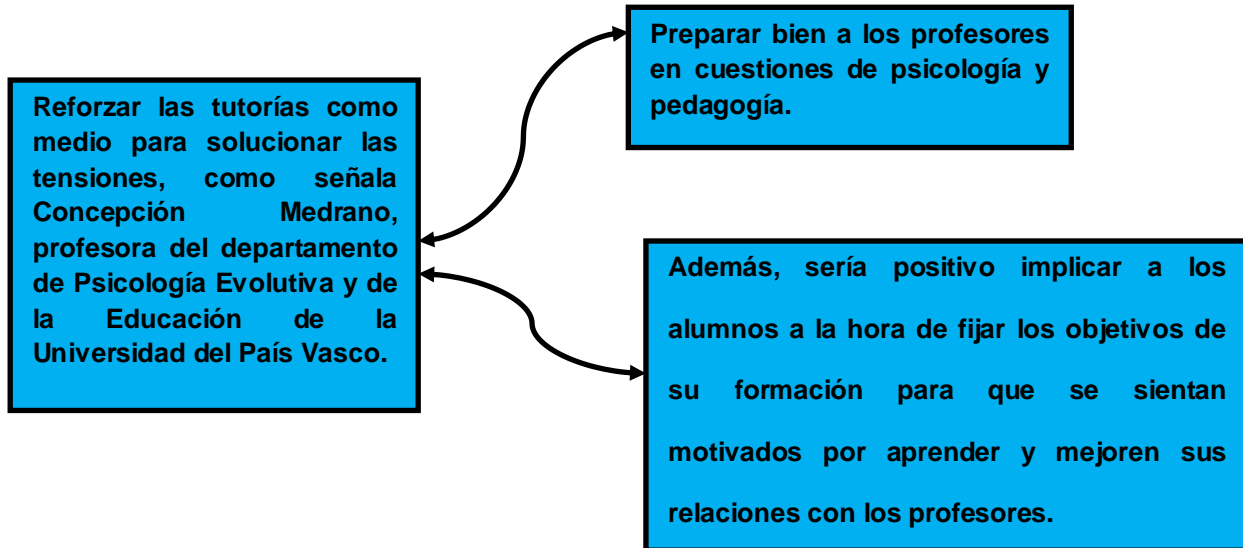 Preparar bien a los profesores
en cuestiones de psicología y
pedagogía.
Reforzar las tutorías como
medio para solucionar las
tensiones, como señala
Concepción Medrano,
profesora del departamento
de Psicología Evolutiva y de
la Educación de la
Universidad del País Vasco.
Además, sería positivo implicar a los
alumnos a la hora de fijar los objetivos de
su formación para que se sientan
motivados por aprender y mejoren sus
relaciones con los profesores.